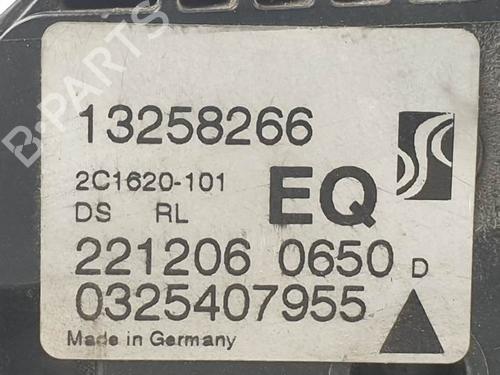 B-PARTS
13258266
2C1620-101
DS RL
EQ
221206 0650 D
0325407955
Made in Germany